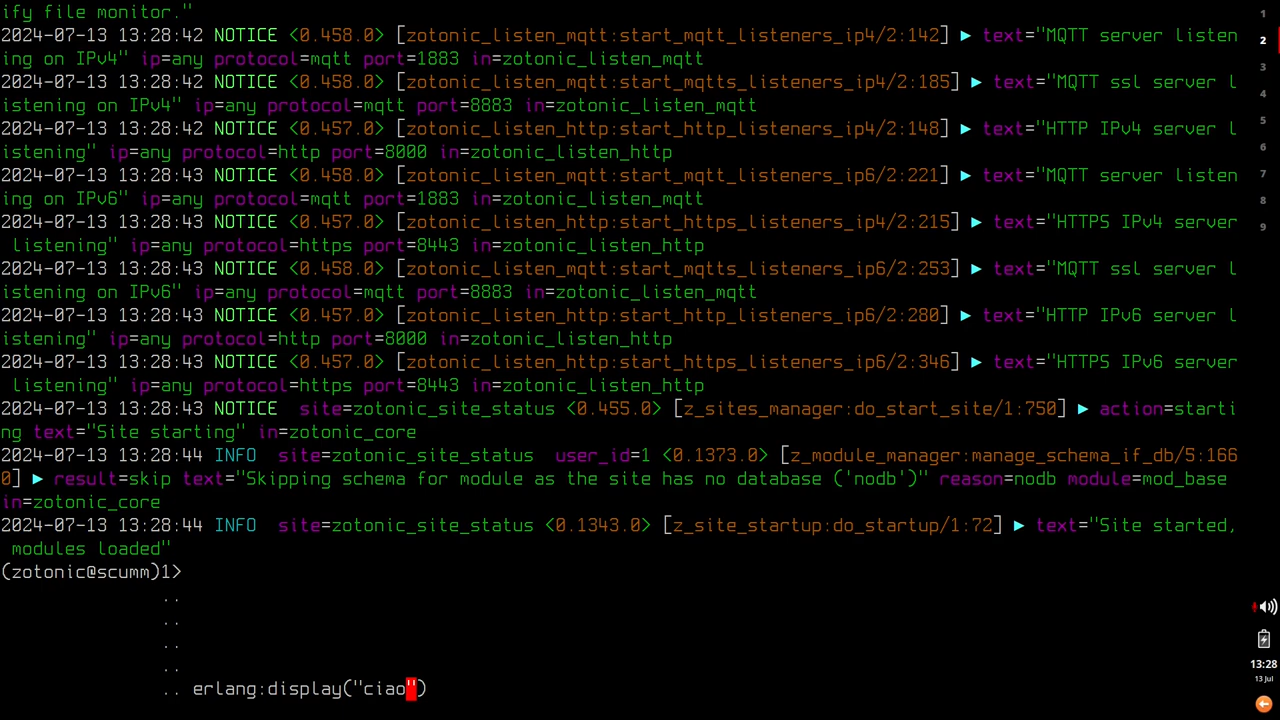 ify file monitor."
2024-07-13 13:28:42 NOTICE <0.458.0> [zotonic_listen_mqtt:start_mqtt_listeners_ip4/2:142] ► text="MQTT server listen
ing on IPv4" ip=any protocol=mqtt port=1883 in=zotonic_listen_mqtt
2024-07-13 13:28:42 NOTICE <0.458.0> [zotonic_listen_mqtt:start_mqtts_listeners_ip4/2:185] ► text="MQTT ssl server l
istening on IPv4" ip=any protocol=mqtt port=8883 in=zotonic_listen_mqtt
2024-07-13 13:28:42 NOTICE <0.457.0> [zotonic_listen_http:start_http_listeners_ip4/2:148] ► text="HTTP IPv4 server l
istening" ip=any protocol=http port=8000 in=zotonic_listen_http
2024-07-13 13:28:42 NOTICE <0.458.0> [zotonic_listen_mqtt:start_mqtt_listeners_ip6/2:221] ► text="MQTT server listen
ing on IPv6" ip=any protocol=mqtt port=1883 in=zotonic_listen_mqtt
2024-07-13 13:28:43 NOTICE <0.457.0> [zotonic_listen_http:start_https_listeners_ip4/2:215] ► text="HTTPS IPv4 server
 listening" ip=any protocol=https port=8443 in=zotonic_listen_http
2024-07-13 13:28:43 NOTICE <0.458.0> [zotonic_listen_mqtt:start_mqtts_listeners_ip6/2:253] ► text="MQTT ssl server l
istening on IPv6" ip=any protocol=mqtt port=8883 in=zotonic_listen_mqtt
2024-07-13 13:28:43 NOTICE <0.457.0> [zotonic_listen_http:start_http_listeners_ip6/2:280] ► text="HTTP IPv6 server l
istening" ip=any protocol=http port=8000 in=zotonic_listen_http
2024-07-13 13:28:43 NOTICE <0.457.0> [zotonic_listen_http:start_https_listeners_ip6/2:346] ► text="HTTPS IPv6 server
 listening" ip=any protocol=https port=8443 in=zotonic_listen_http
2024-07-13 13:28:43 NOTICE  site=zotonic_site_status <0.455.0> [z_sites_manager:do_start_site/1:750] ► action=starti
ng text="Site starting" in=zotonic_core
2024-07-13 13:28:44 INFO  site=zotonic_site_status  user_id=1 <0.1373.0> [z_module_manager:manage_schema_if_db/5:166
0] ► result=skip text="Skipping schema for module as the site has no database ('nodb')" reason=nodb module=mod_base
in=zotonic_core
2024-07-13 13:28:44 INFO  site=zotonic_site_status <0.1343.0> [z_site_startup:do_startup/1:72] ► text="Site started,
 modules loaded"
(zotonic@scumm)1>
..
..
..
..
.. erlang:display("ciao")
1
2
3
4
5
6
7
8
9
13:28
13 Jul